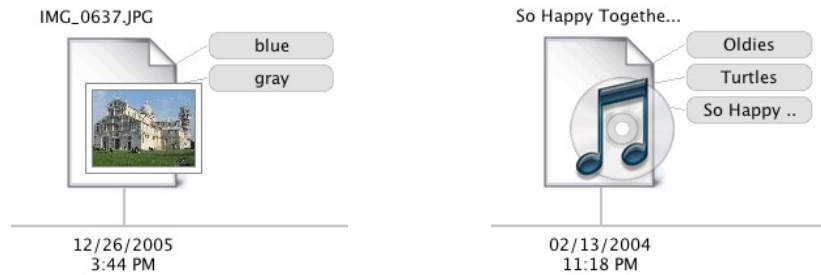 IMG_0637.JPG
blue
gray
12/26/2005
3:44 PM
So Happy Togethe...
Oldies
Turtles
So Happy ..
02/13/2004
11:18 PM